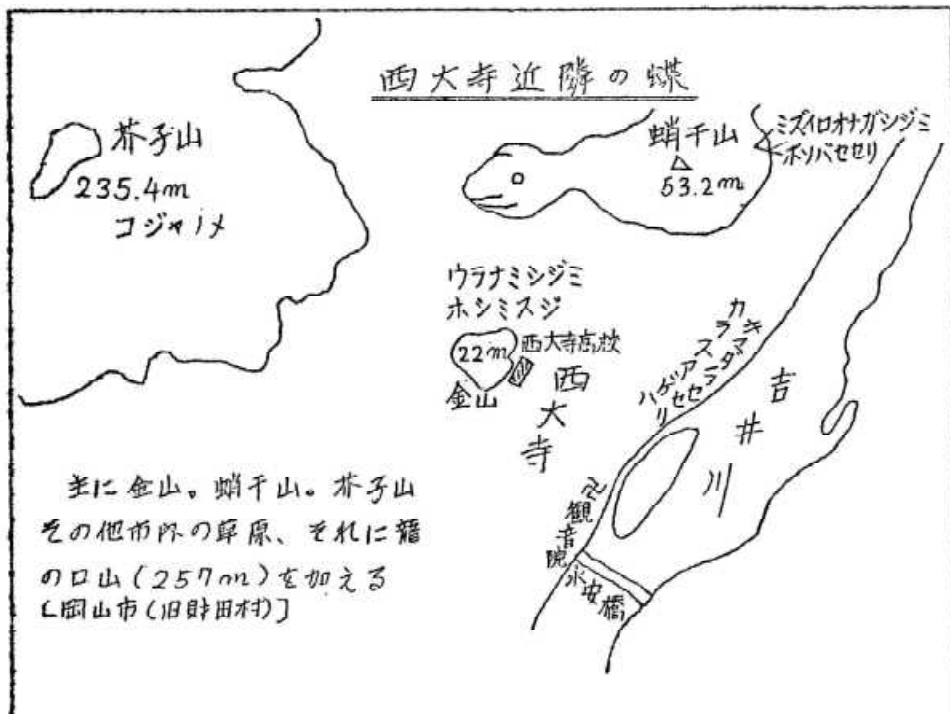 西大寺近隣の蝶
芥子山
235.4m
コジャノメ
蛸干山
53.2m
ミズイロオナガシジミ
ホソバセセリ
ウラナミシジミ
ホシミスジ
22m
西大寺高校
金山
西大寺
キマダラセセリ
カラスアゲハ
吉井川
卍観音院
永安橋
主に金山。蛸干山。芥子山
その他市内の草原、それに龍
の口山(257m)を加える
[岡山市(旧財田村)]